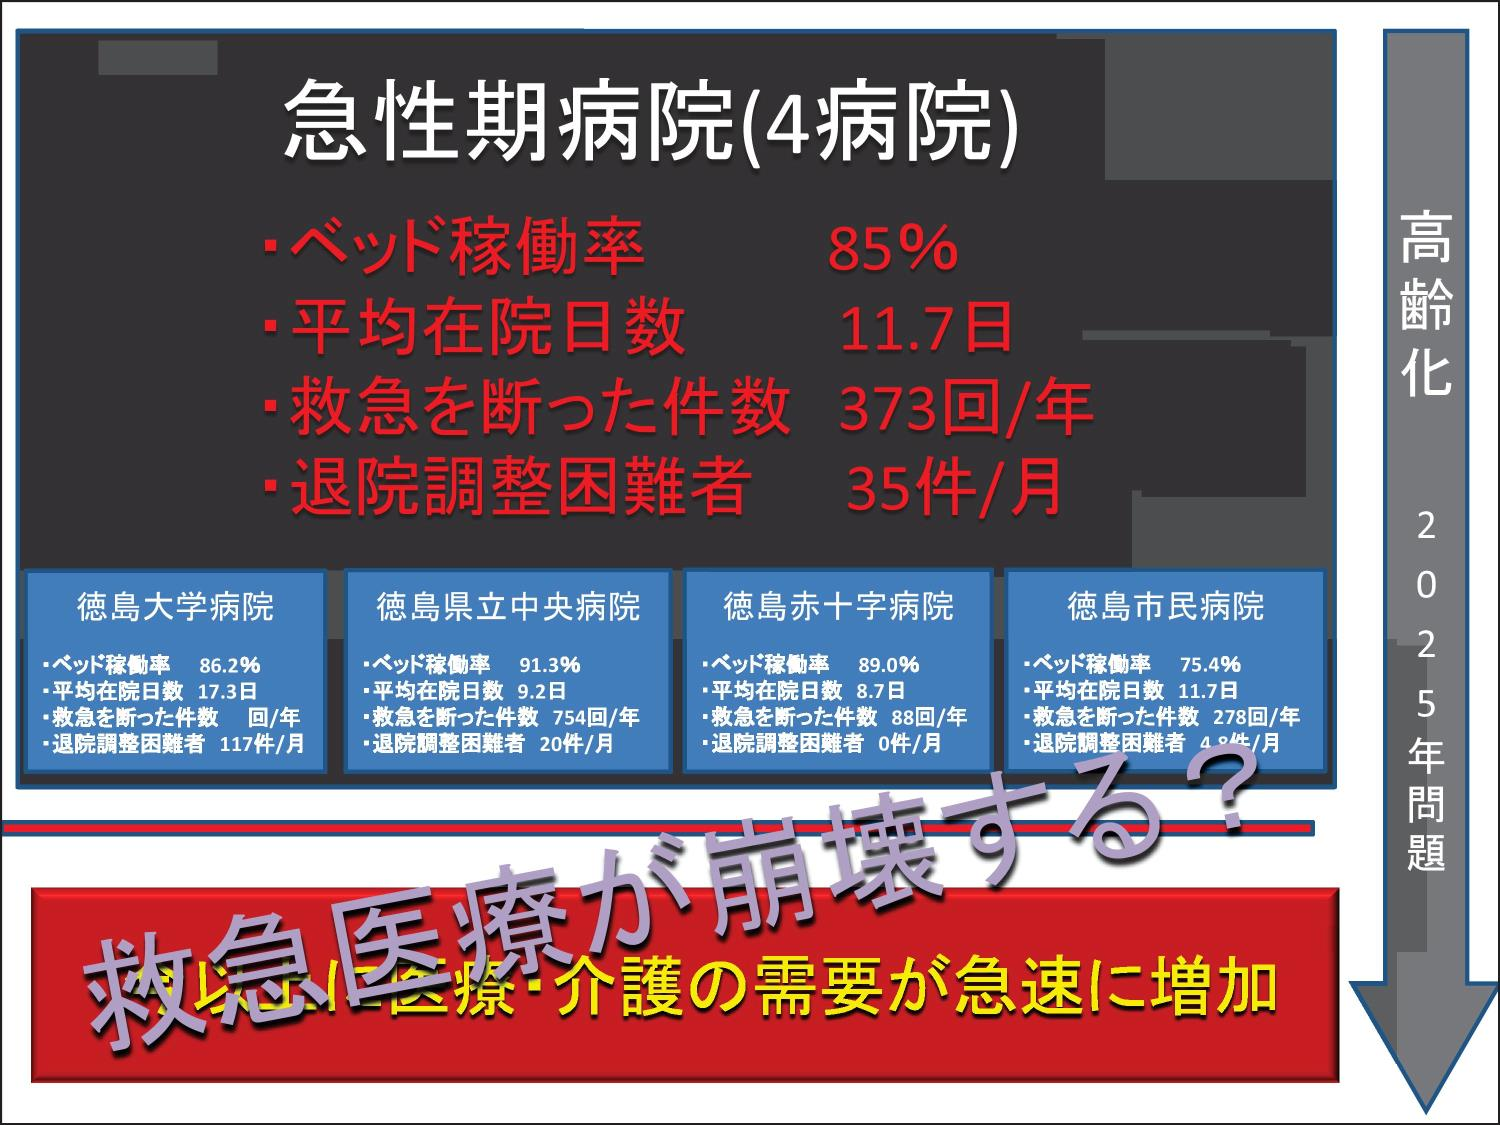 急性期病院(4病院)
・ベッド稼働率 85%
・平均在院日数 11.7日
・救急を断った件数 373回/年
・退院調整困難者 35件/月
徳島大学病院
・ベッド稼働率 86.2%
・平均在院日数 17.3日
・救急を断った件数 回/年
・退院調整困難者 117件/月
徳島県立中央病院
・ベッド稼働率 91.3%
・平均在院日数 9.2日
・救急を断った件数 754回/年
・退院調整困難者 20件/月
徳島赤十字病院
・ベッド稼働率 89.0%
・平均在院日数 8.7日
・救急を断った件数 88回/年
・退院調整困難者 0件/月
徳島市民病院
・ベッド稼働率 75.4%
・平均在院日数 11.7日
・救急を断った件数 278回/年
・退院調整困難者 4.8件/月
救急医療が崩壊する?
以上に医療・介護の需要が急速に増加
高齢化 2025年問題